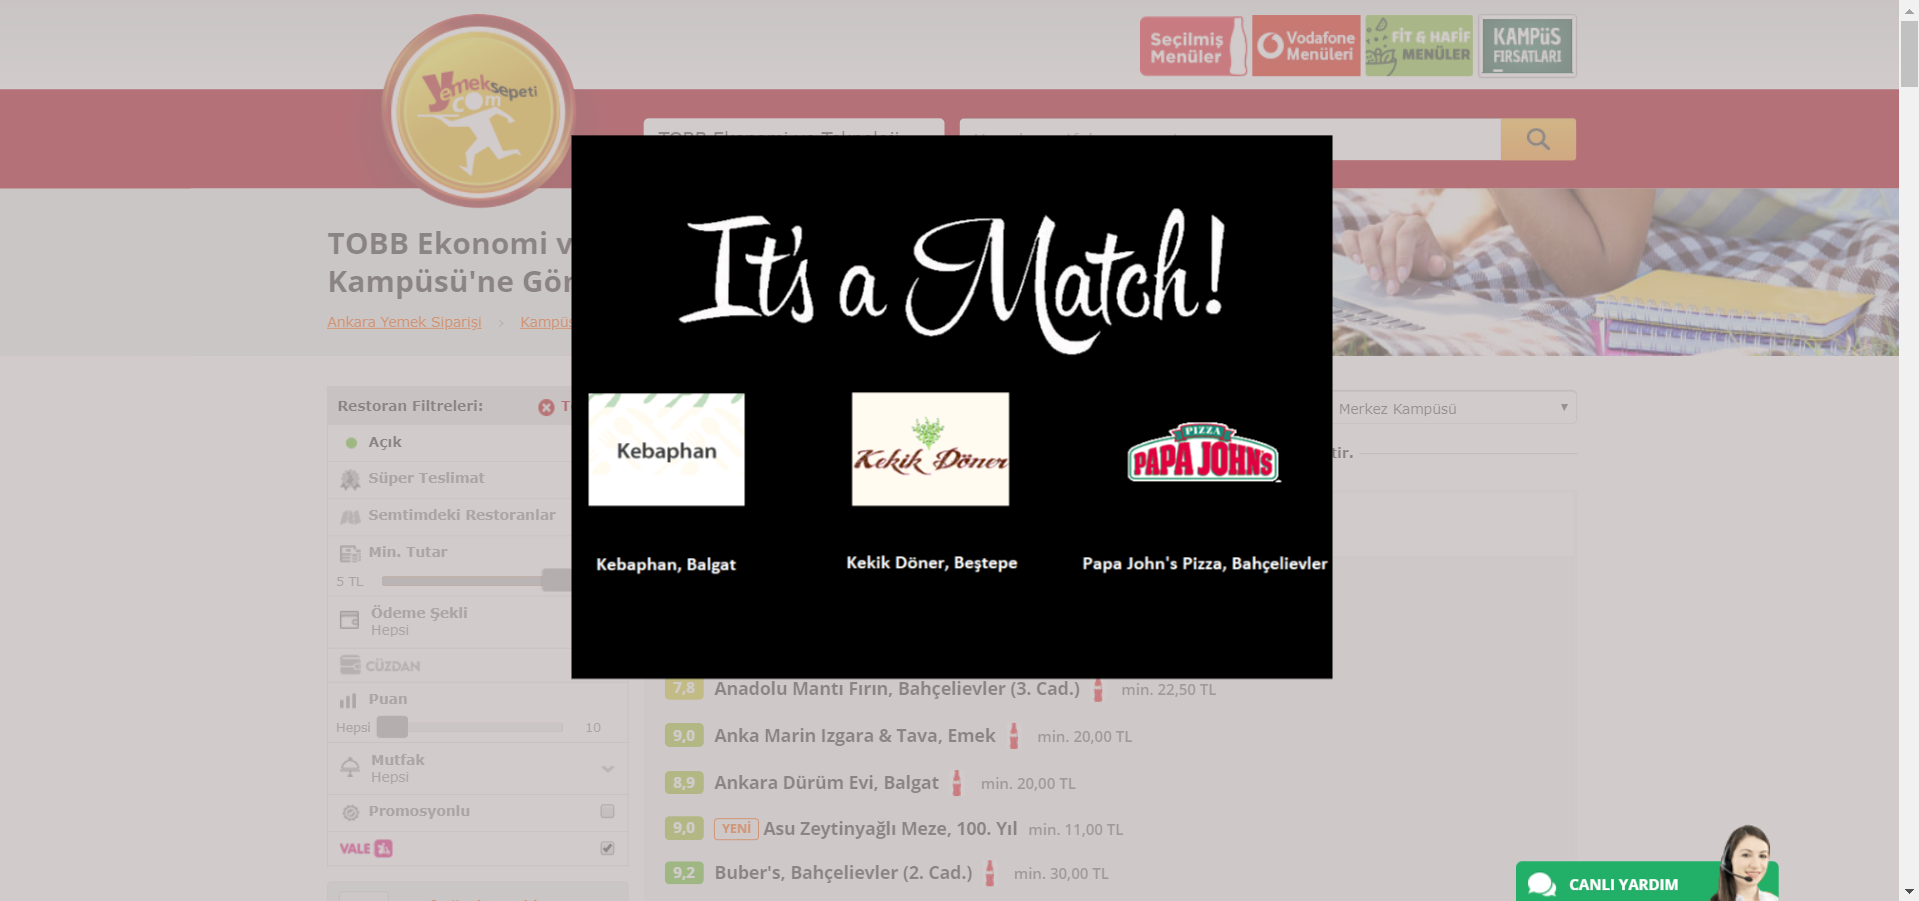 Yemeksepeti
com
Seçilmiş
Menüler
Vodafone
Menüleri
FİT & HAFİF
MENÜLER
KAMPüS
FIRSATLARI
TOBB Ekonomi ve Teknoloji
TOBB Ekonomi v
Kampüsü'ne Gör
Ankara Yemek Siparişi › Kampüs
It's a Match!
Kebaphan
Kekik Döner
PIZZA
PAPA JOHN'S
Kebaphan, Balgat
Kekik Döner, Beştepe
Papa John's Pizza, Bahçelievler
Restoran Filtreleri:
Açık
Süper Teslimat
Semtimdeki Restoranlar
Min. Tutar
5 TL
Ödeme Şekli
Hepsi
CÜZDAN
Puan
Hepsi 10
Mutfak
Hepsi
Promosyonlu
VALE
Merkez Kampüsü
tir.
7,8 Anadolu Mantı Fırın, Bahçelievler (3. Cad.) min. 22,50 TL
9,0 Anka Marin Izgara & Tava, Emek min. 20,00 TL
8,9 Ankara Dürüm Evi, Balgat min. 20,00 TL
9,0 YENİ Asu Zeytinyağlı Meze, 100. Yıl min. 11,00 TL
9,2 Buber's, Bahçelievler (2. Cad.) min. 30,00 TL
CANLI YARDIM